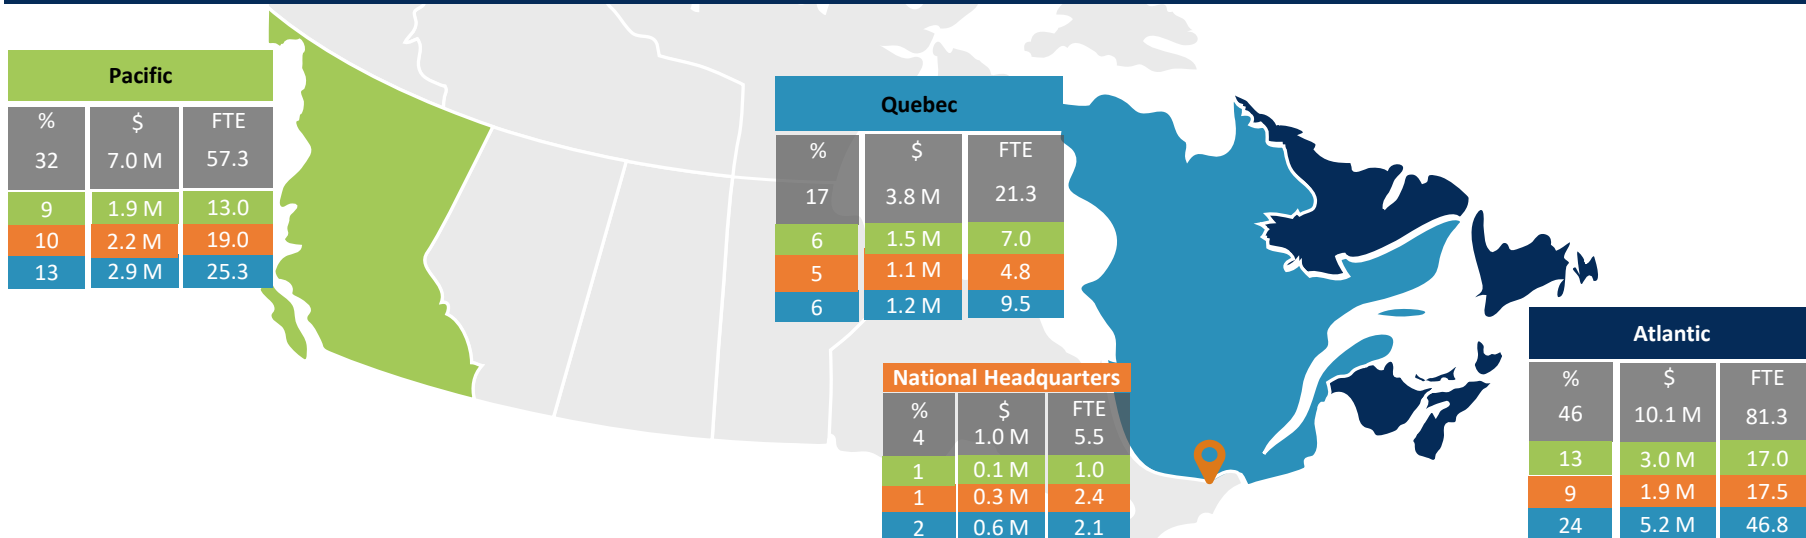 Pacific
% $ FTE
32 7.0 M 57.3
9 1.9 M 13.0
10 2.2 M 19.0
13 2.9 M 25.3
Quebec
% $ FTE
17 3.8 M 21.3
6 1.5 M 7.0
5 1.1 M 4.8
6 1.2 M 9.5
National Headquarters
% $ FTE
4 1.0 M 5.5
1 0.1 M 1.0
1 0.3 M 2.4
2 0.6 M 2.1
Atlantic
% $ FTE
46 10.1 M 81.3
13 3.0 M 17.0
9 1.9 M 17.5
24 5.2 M 46.8